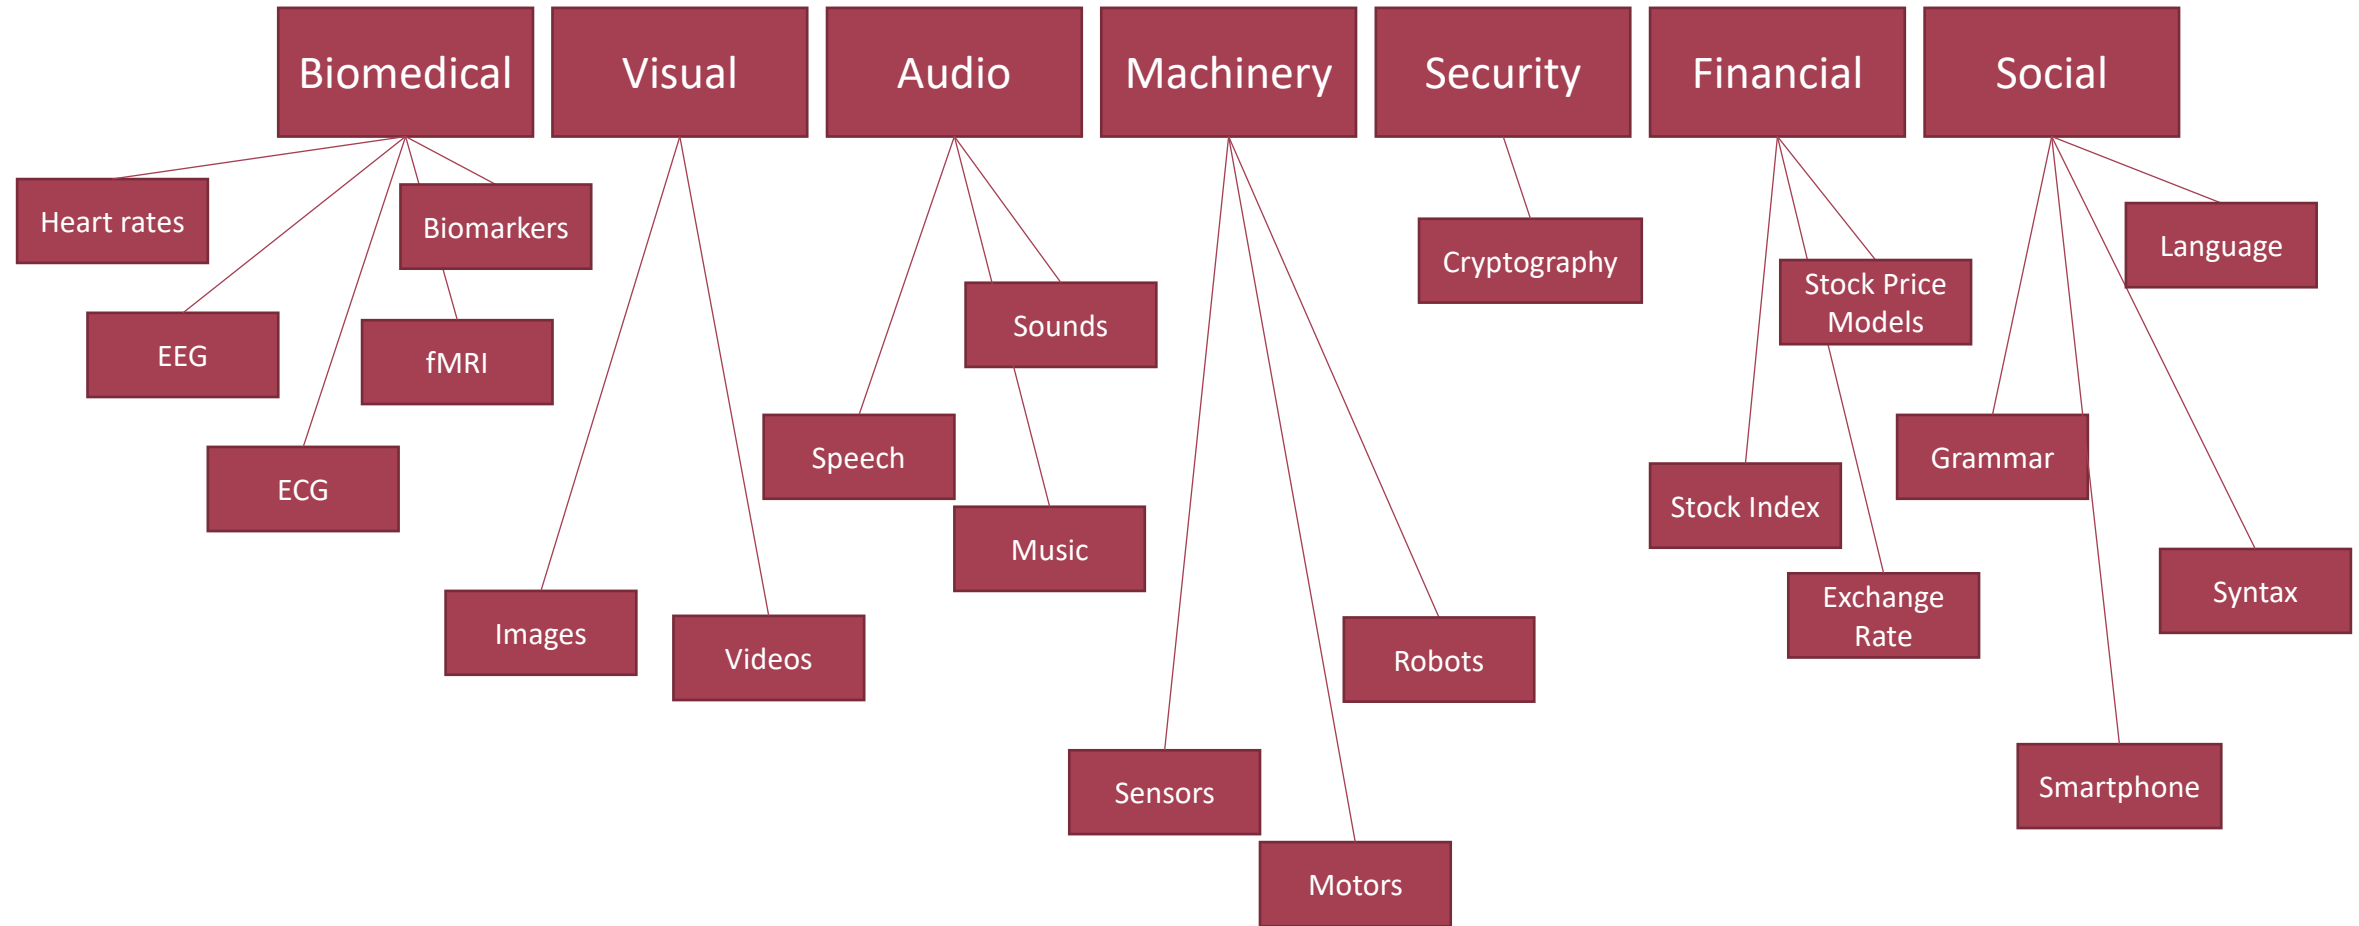 Biomedical
Visual
Audio
Machinery
Security
Financial
Social
Heart rates
Biomarkers
EEG
fMRI
ECG
Images
Videos
Sounds
Speech
Music
Robots
Sensors
Motors
Cryptography
Stock Price
Models
Stock Index
Exchange
Rate
Language
Grammar
Syntax
Smartphone